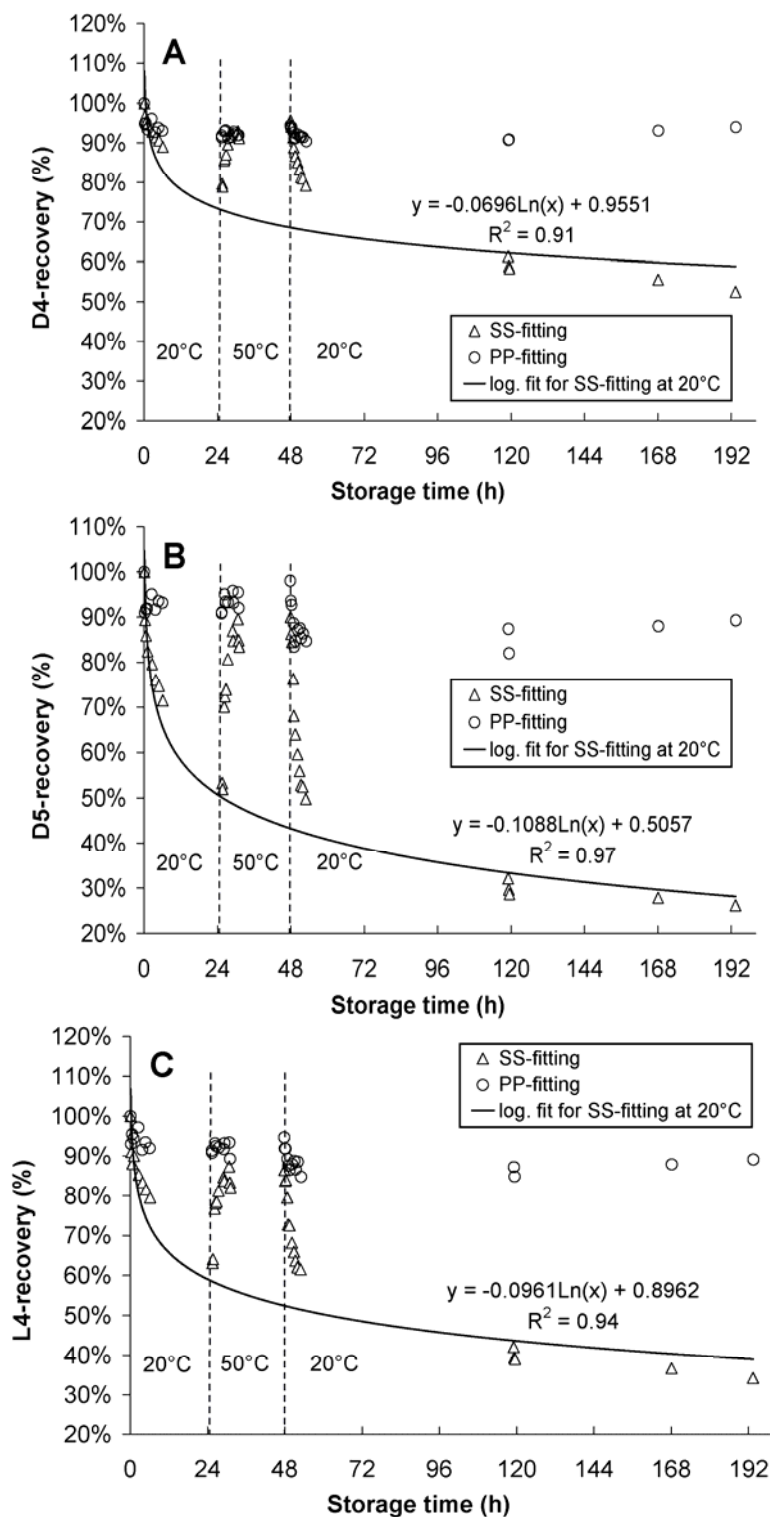 A
120%
110%
100%
90%
80%
70%
60%
50%
40%
30%
20%
D4-recovery (%)
y = -0.0696Ln(x) + 0.9551
R² = 0.91
SS-fitting
PP-fitting
log. fit for SS-fitting at 20°C
20°C 50°C 20°C
0 24 48 72 96 120 144 168 192
Storage time (h)
B
110%
100%
90%
80%
70%
60%
50%
40%
30%
20%
D5-recovery (%)
SS-fitting
PP-fitting
log. fit for SS-fitting at 20°C
y = -0.1088Ln(x) + 0.5057
R² = 0.97
20°C 50°C 20°C
0 24 48 72 96 120 144 168 192
Storage time (h)
C
120%
110%
100%
90%
80%
70%
60%
50%
40%
30%
20%
L4-recovery (%)
SS-fitting
PP-fitting
log. fit for SS-fitting at 20°C
y = -0.0961Ln(x) + 0.8962
R² = 0.94
20°C 50°C 20°C
0 24 48 72 96 120 144 168 192
Storage time (h)